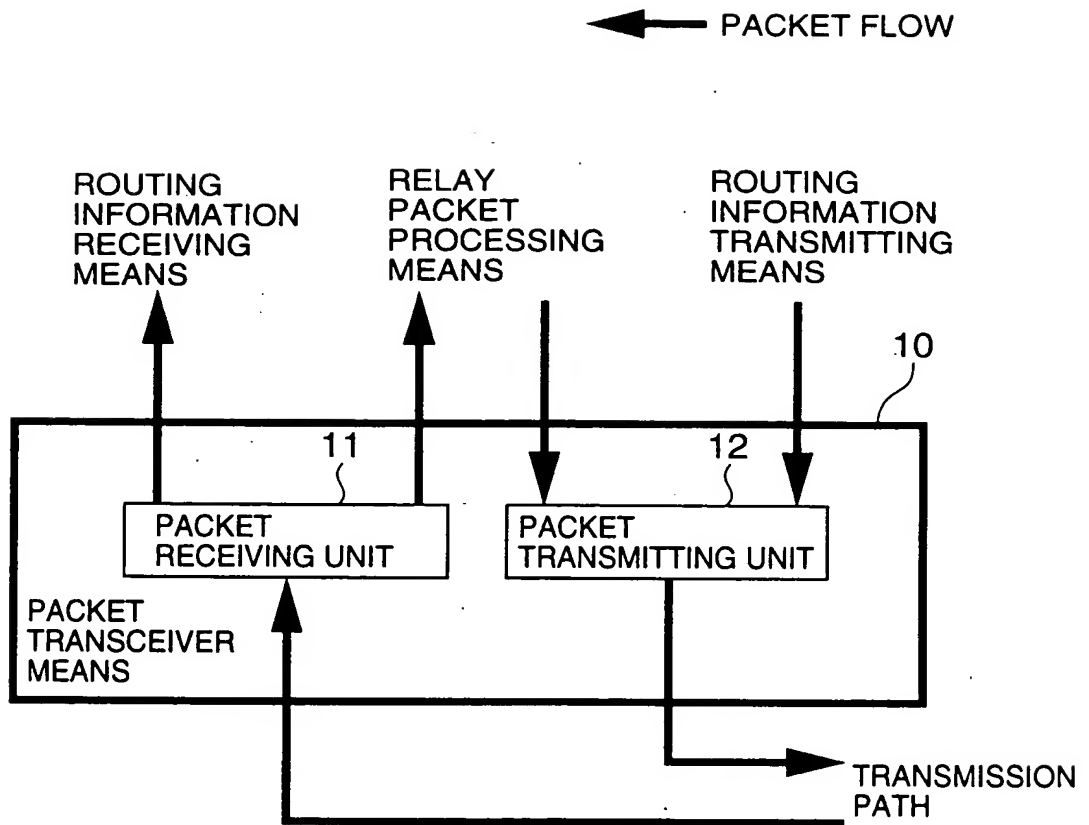 PACKET FLOW
ROUTING
INFORMATION
RECEIVING
MEANS
RELAY
PACKET
PROCESSING
MEANS
ROUTING
INFORMATION
TRANSMITTING
MEANS
10
11
12
PACKET
RECEIVING UNIT
PACKET
TRANSMITTING UNIT
PACKET
TRANSCEIVER
MEANS
TRANSMISSION
PATH